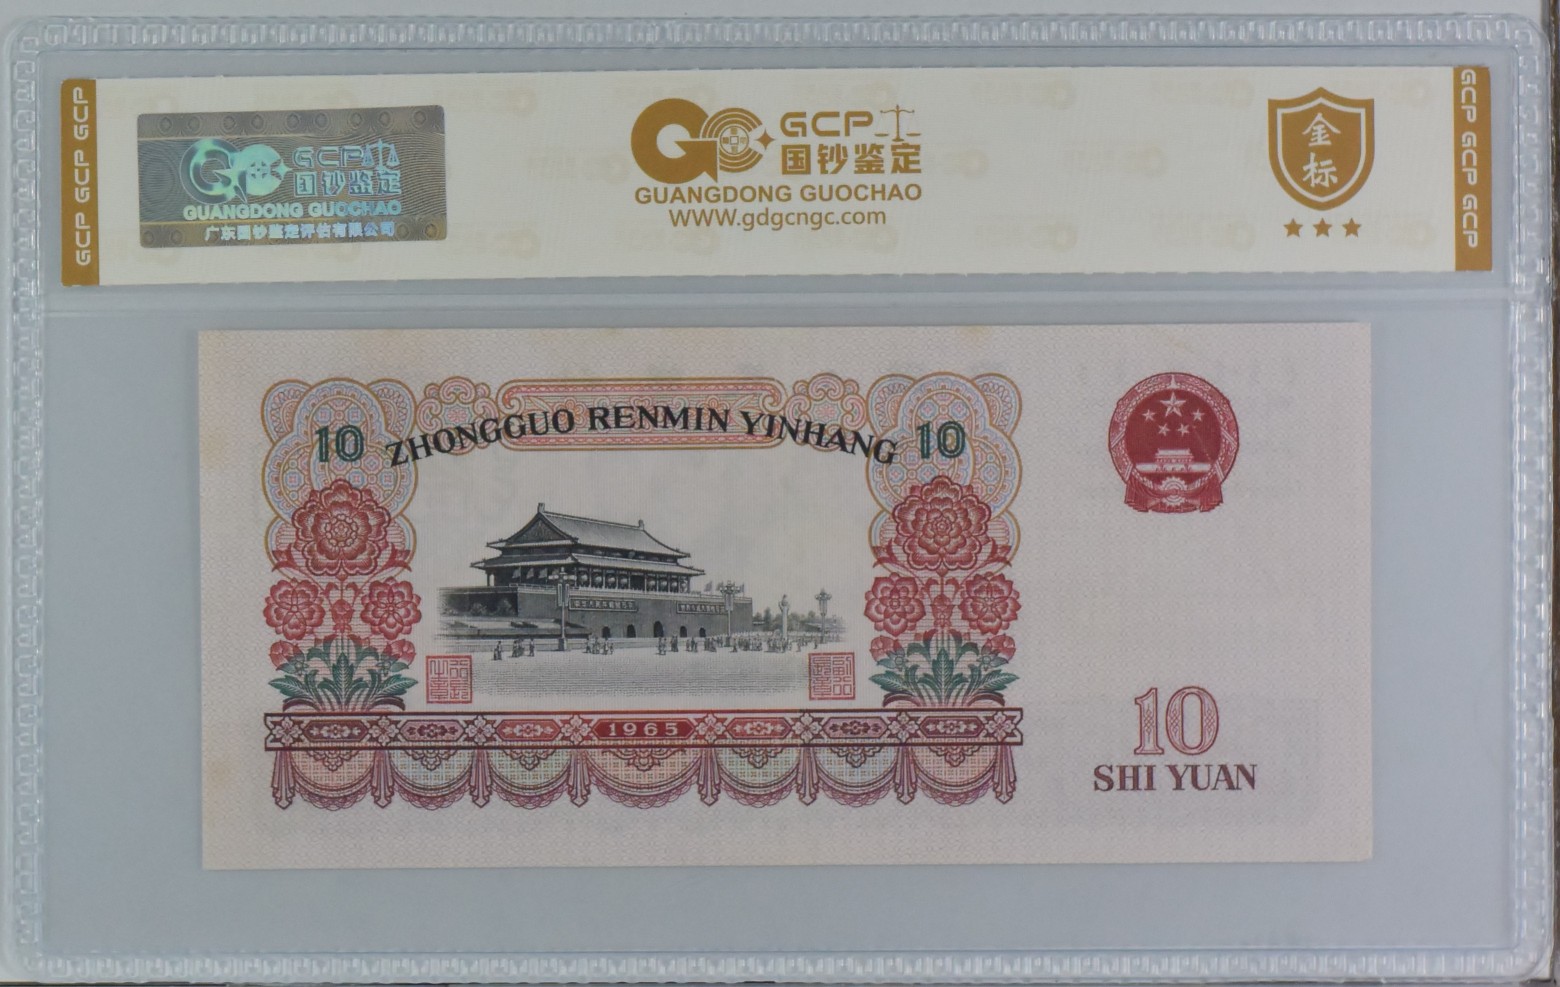 GCP GCP GCP
GCP
国钞鉴定
GUANGDONG GUOCHAO
广东国钞鉴定评估有限公司
GCP
国钞鉴定
GUANGDONG GUOCHAO
WWW.gdgcngc.com
金
标
GCP GCP GCP
ZHONGGUO RENMIN YINHANG
10
10
1965
10
SHI YUAN